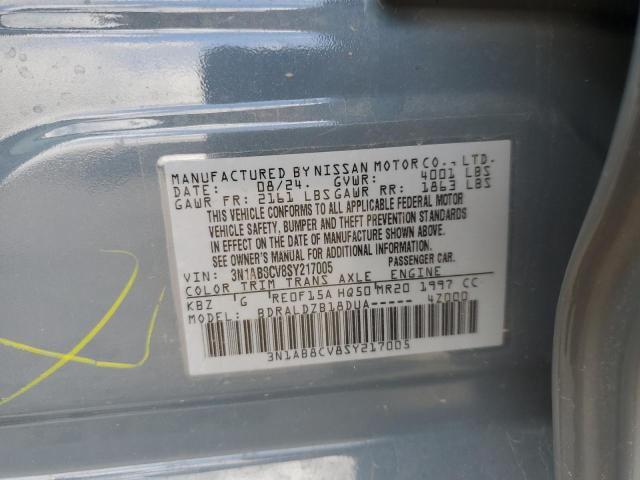 MANUFACTURED BY NISSAN MOTOR CO., LTD.
DATE: 08/24. GVWR: 4001 LBS
GAWR FR: 2161 LBS GAWR RR: 1863 LBS
THIS VEHICLE CONFORMS TO ALL APPLICABLE FEDERAL MOTOR
VEHICLE SAFETY, BUMPER AND THEFT PREVENTION STANDARDS
IN EFFECT ON THE DATE OF MANUFACTURE SHOWN ABOVE.
SEE OWNER'S MANUAL FOR ADDITIONAL INFORMATION.
VIN: 3N1AB8CV8SY217005 PASSENGER CAR.
COLOR TRIM TRANS AXLE ENGINE
KBZ G RE0F15A HQ50 MR20 1997 CC
MODEL: BDRALDZB18DUA----- 4Z000
3N1AB8CV8SY217005